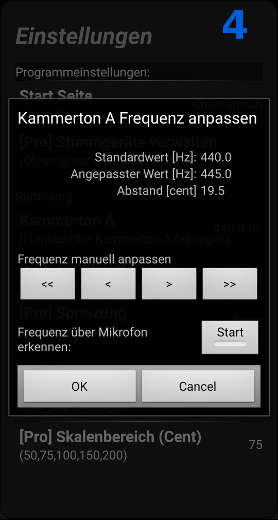 Einstellungen
4
Programmeinstellungen:
Start Seite
Chromatisch
Kammerton A Frequenz anpassen
[Pro] Stimmgeräte verwalten
Standardwert [Hz]: 440.0
Angepasster Wert [Hz]: 445.0
Abstand [cent] 19.5
Stimmung
Kammerton A
440.0 Hz
(Frequenz für Kammerton A festlegen)
Frequenz manuell anpassen
<< < > >>
[Pro] Spreizung
Frequenz über Mikrofon
erkennen:
Start
OK Cancel
[Pro] Skalenbereich (Cent)
75
(50,75,100,150,200)